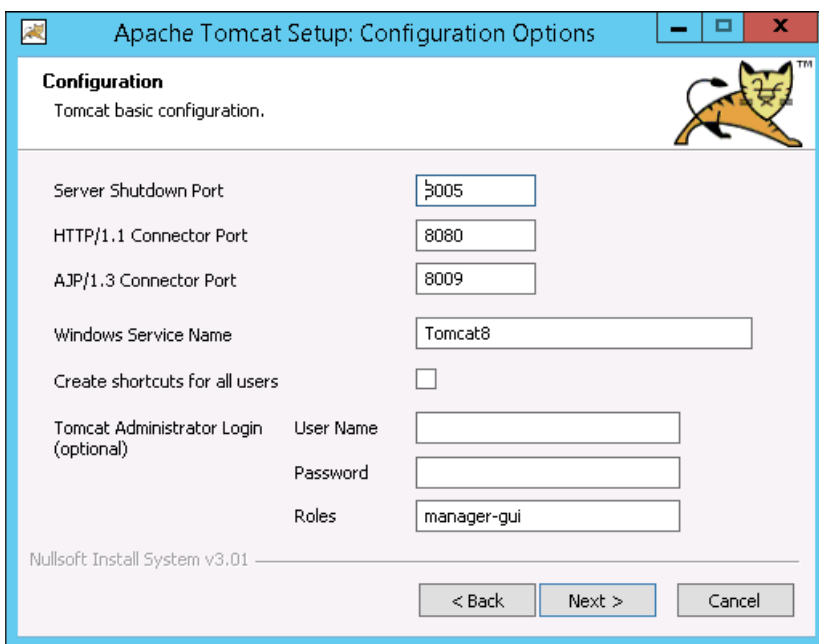 Apache Tomcat Setup: Configuration Options
Configuration
Tomcat basic configuration.
TM
Server Shutdown Port 8005
HTTP/1.1 Connector Port 8080
AJP/1.3 Connector Port 8009
Windows Service Name Tomcat8
Create shortcuts for all users
Tomcat Administrator Login User Name
(optional)
Password
Roles manager-gui
Nullsoft Install System v3.01
< Back Next > Cancel